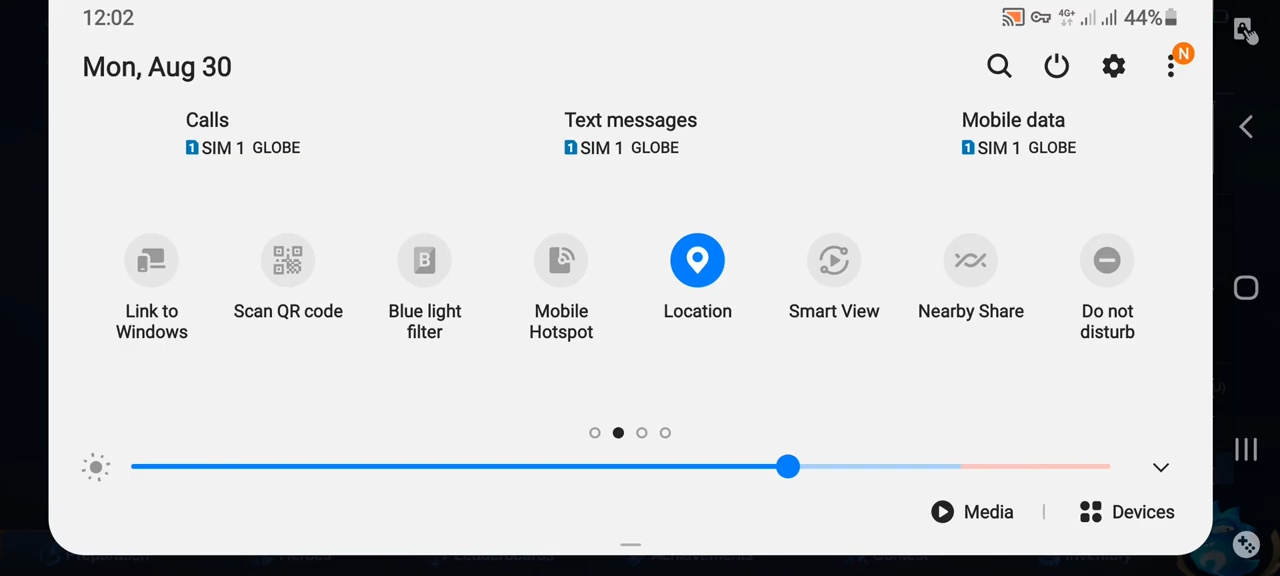 12:02
4G+ 44%
Mon, Aug 30
N
Calls
1 SIM 1 GLOBE
Text messages
1 SIM 1 GLOBE
Mobile data
1 SIM 1 GLOBE
Link to
Windows
Scan QR code
B
Blue light
filter
Mobile
Hotspot
Location
Smart View
Nearby Share
Do not
disturb
Media
Devices